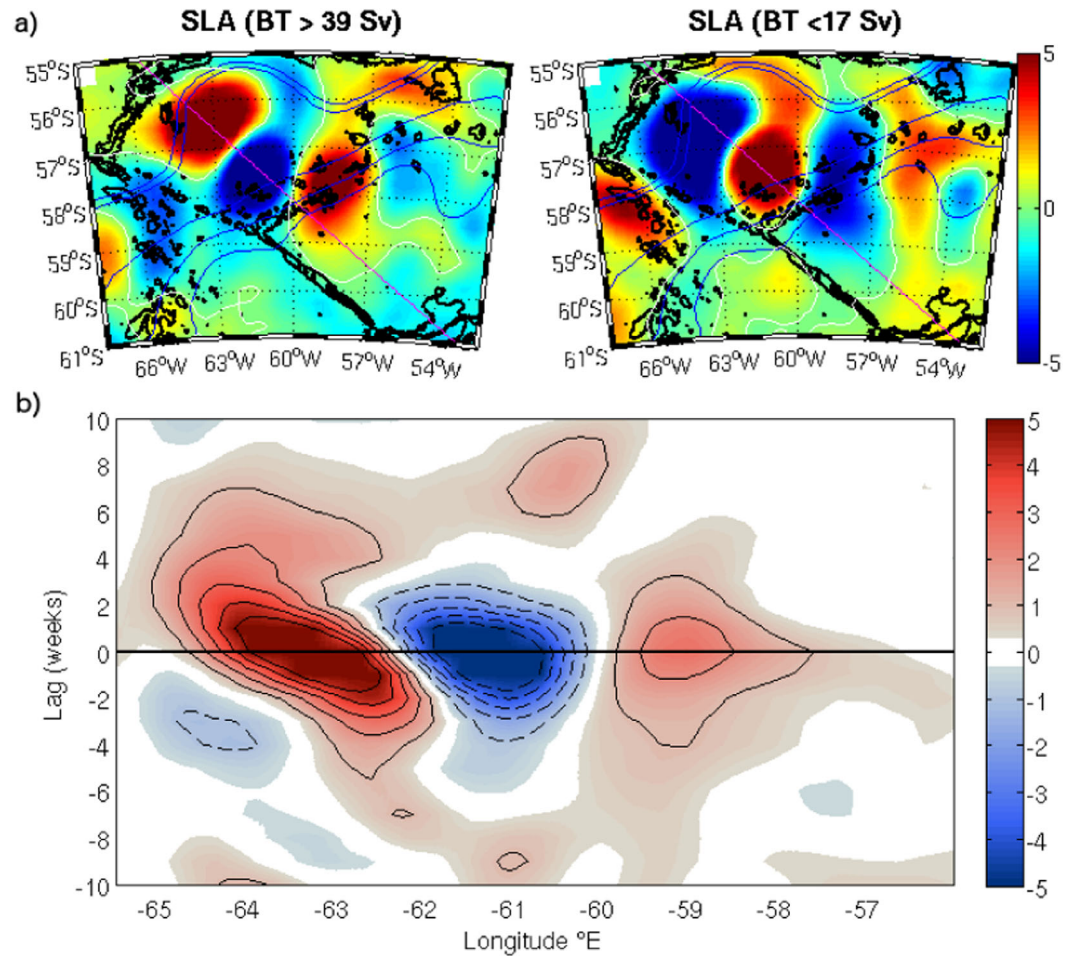 a)
SLA (BT > 39 Sv)
SLA (BT <17 Sv)
55°S
56°S
57°S
58°S
59°S
60°S
61°S
66°W
63°W
60°W
57°W
54°W
55°S
56°S
57°S
58°S
59°S
60°S
61°S
66°W
63°W
60°W
57°W
54°W
5
0
-5
b)
10
8
6
4
2
0
-2
-4
-6
-8
-10
Lag (weeks)
-65
-64
-63
-62
-61
-60
-59
-58
-57
Longitude ºE
5
4
3
2
1
0
-1
-2
-3
-4
-5